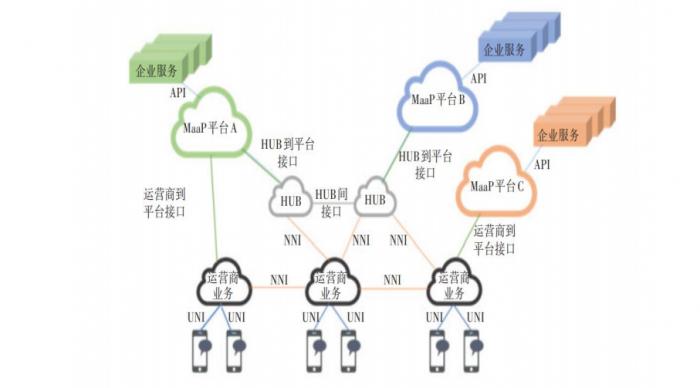 企业服务
API
MaaP平台B
企业服务
API
MaaP平台A
企业服务
API
MaaP平台C
HUB到平台
接口
HUB到平台
接口
运营商到
平台接口
HUB
HUB间
接口
HUB
运营商到
平台接口
NNI
NNI
NNI
运营商
业务
NNI
运营商
业务
NNI
运营商
业务
UNI
UNI
UNI
UNI
UNI
UNI